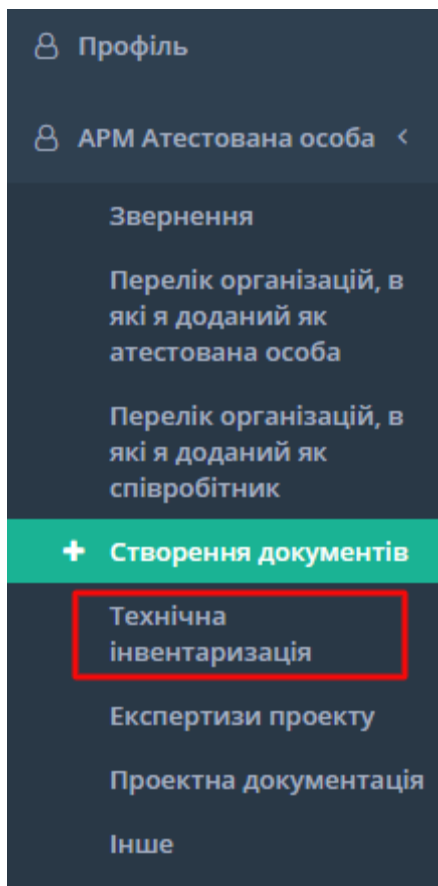 Профіль
АРМ Атестована особа
Звернення
Перелік організацій, в
які я доданий як
атестована особа
Перелік організацій, в
які я доданий як
співробітник
Створення документів
Технічна
інвентаризація
Експертизи проекту
Проектна документація
Інше